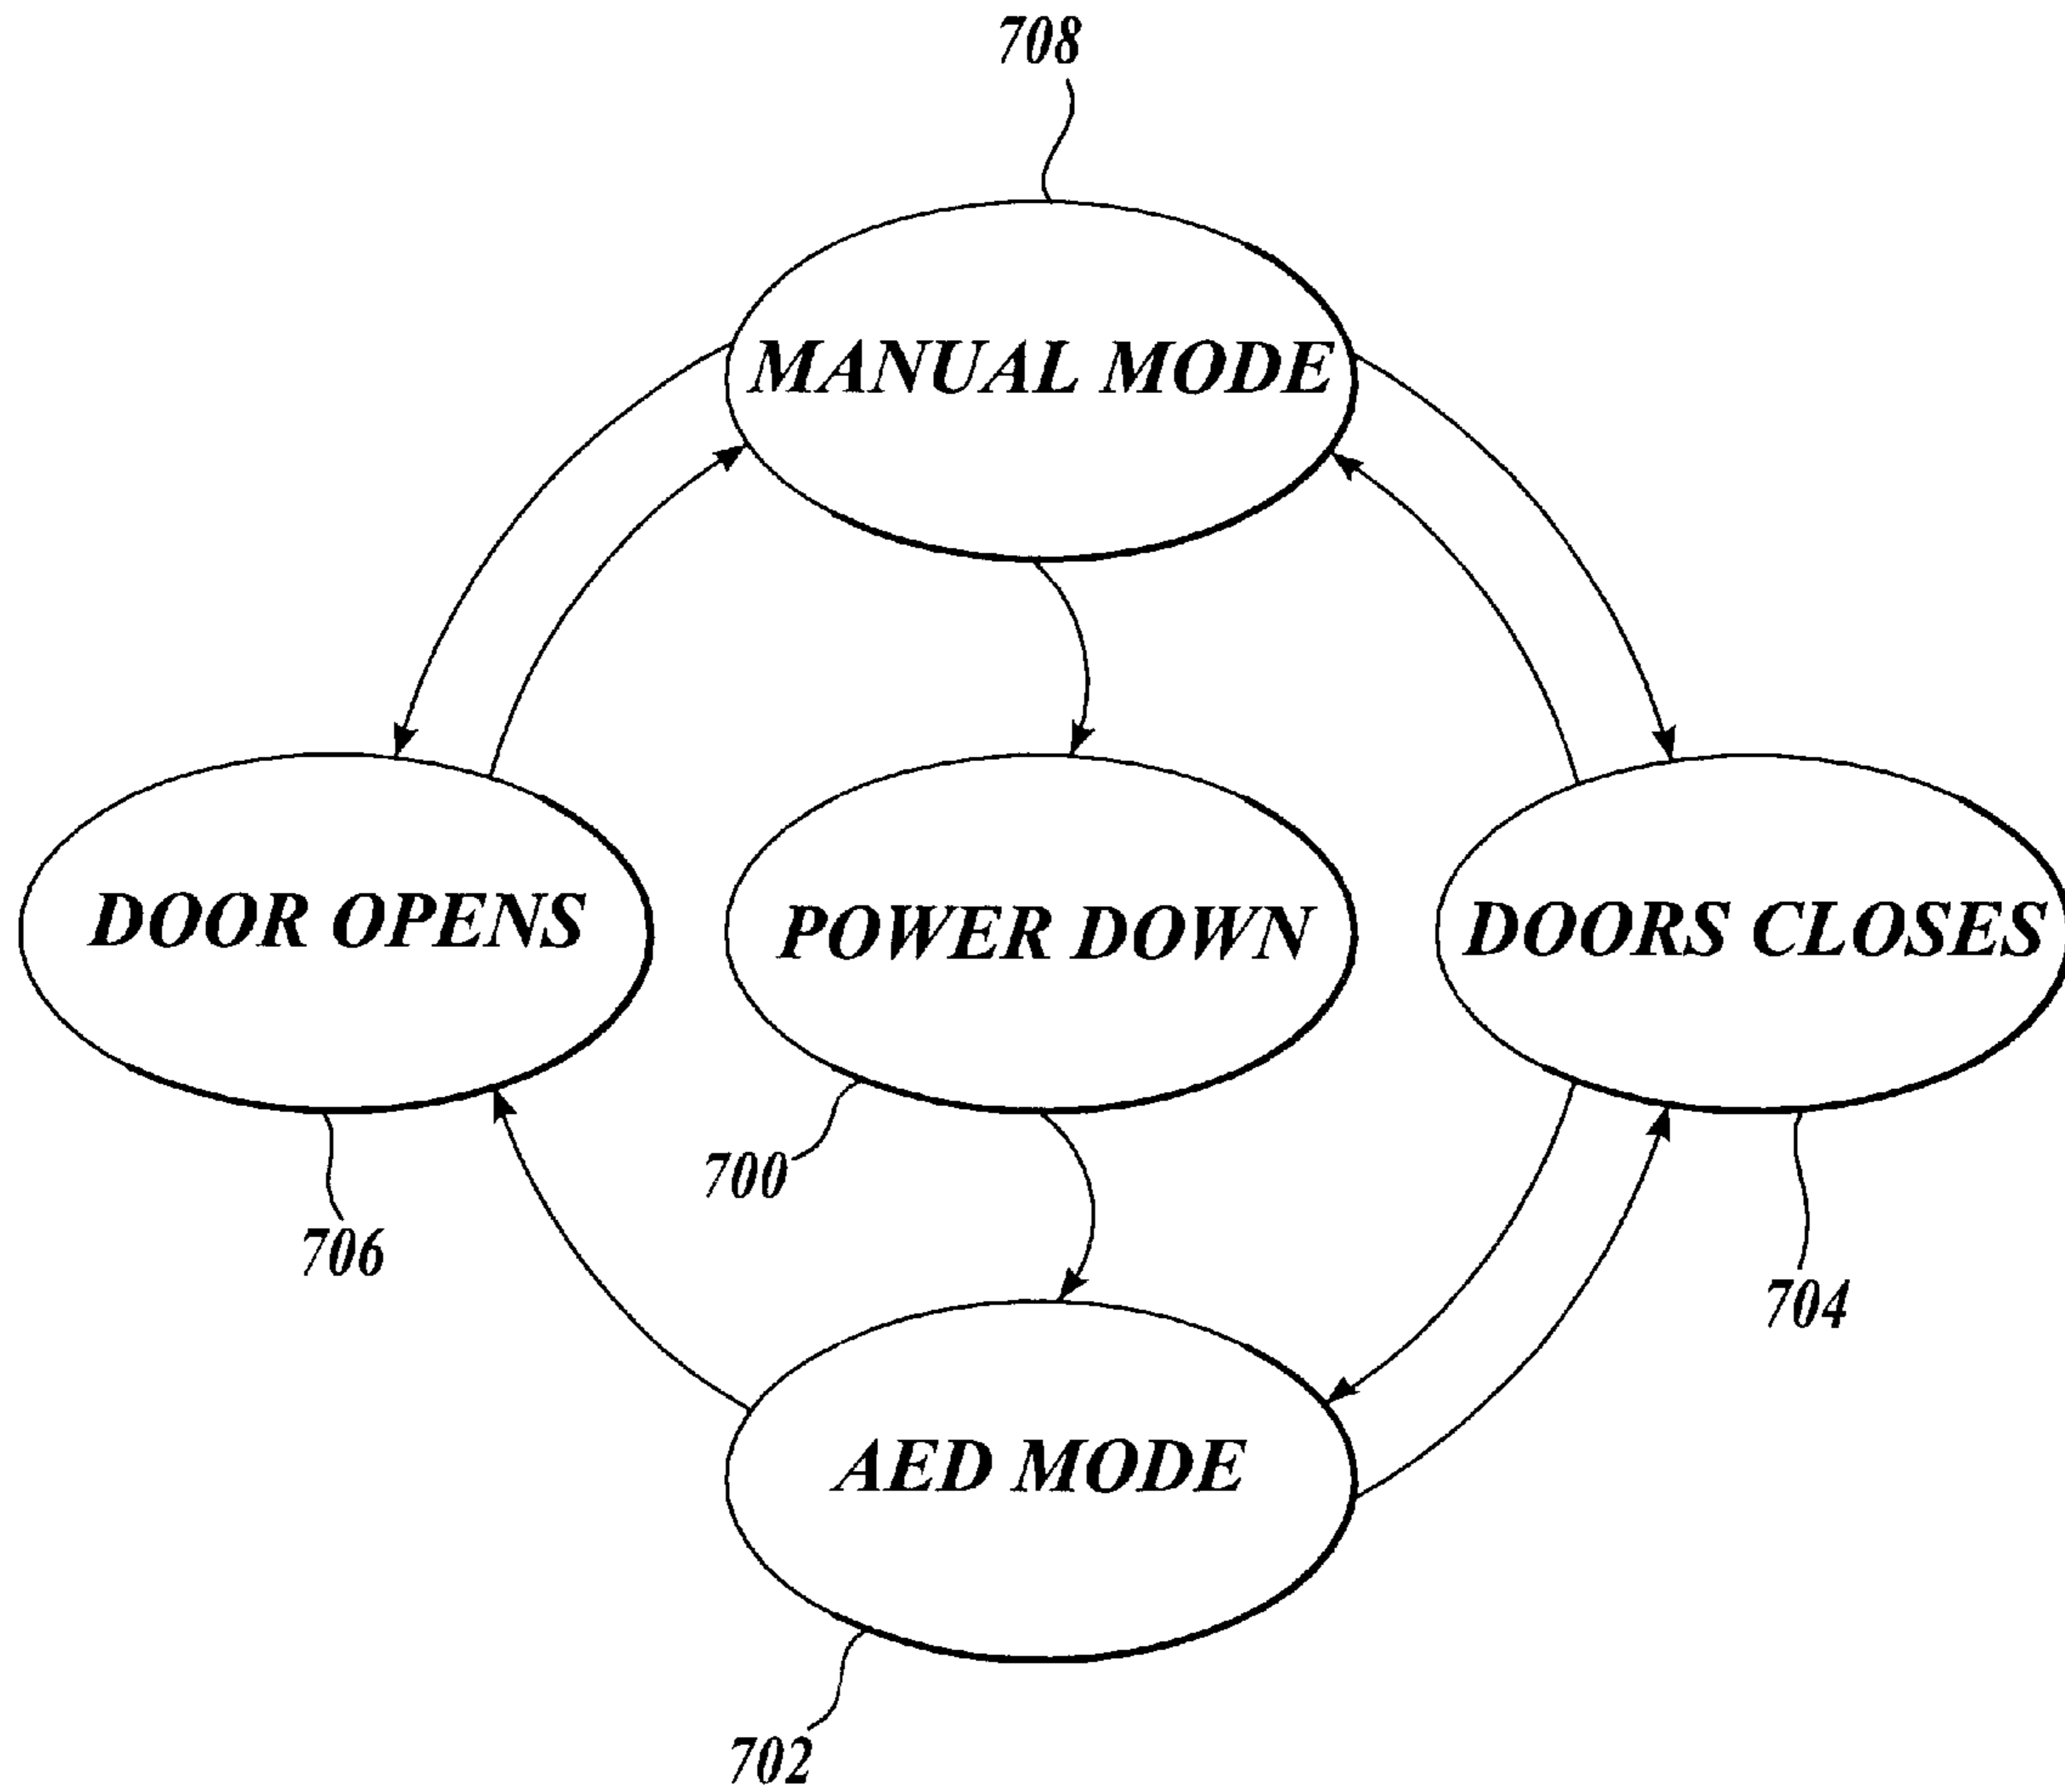 708
MANUAL MODE
DOOR OPENS
POWER DOWN
DOORS CLOSES
700
706
704
AED MODE
702